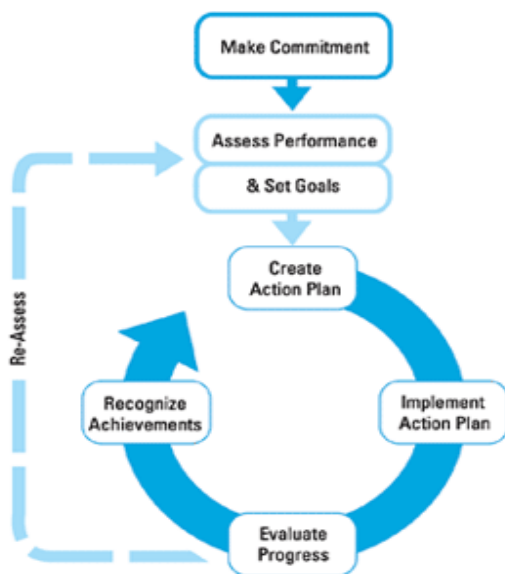 Make Commitment
Assess Performance
& Set Goals
Create
Action Plan
Implement
Action Plan
Evaluate
Progress
Recognize
Achievements
Re-Assess